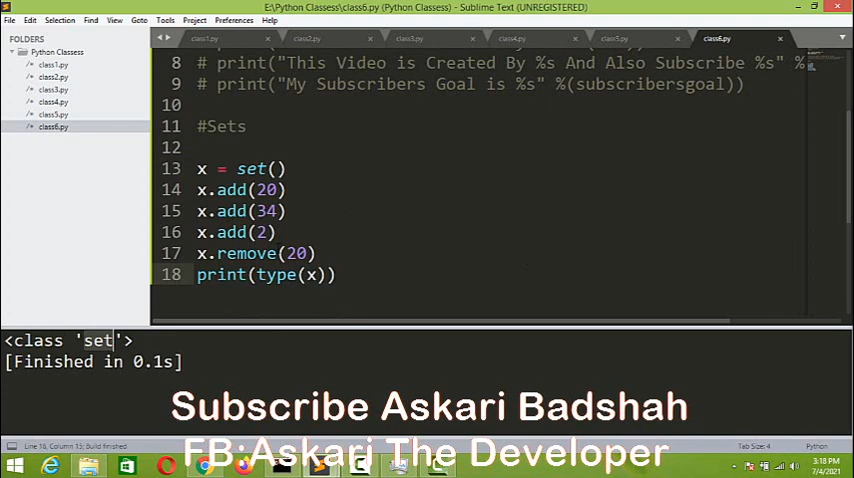 E:\Python Classess\class6.py (Python Classess) - Sublime Text (UNREGISTERED)
File Edit Selection Find View Goto Tools Project Preferences Help
FOLDERS
Python Classess
class1.py
class2.py
class3.py
class4.py
class5.py
class6.py
class1.py class2.py class3.py class4.py class5.py class6.py
8 # print("This Video is Created By %s And Also Subscribe %s" %
9 # print("My Subscribers Goal is %s" %(subscribersgoal))
10
11 #Sets
12
13 x = set()
14 x.add(20)
15 x.add(34)
16 x.add(2)
17 x.remove(20)
18 print(type(x))
<class 'set'>
[Finished in 0.1s]
Subscribe Askari Badshah
FB:Askari The Developer
Line 18, Column 15; Build finished Tab Size: 4 Python
3:18 PM
7/4/2021